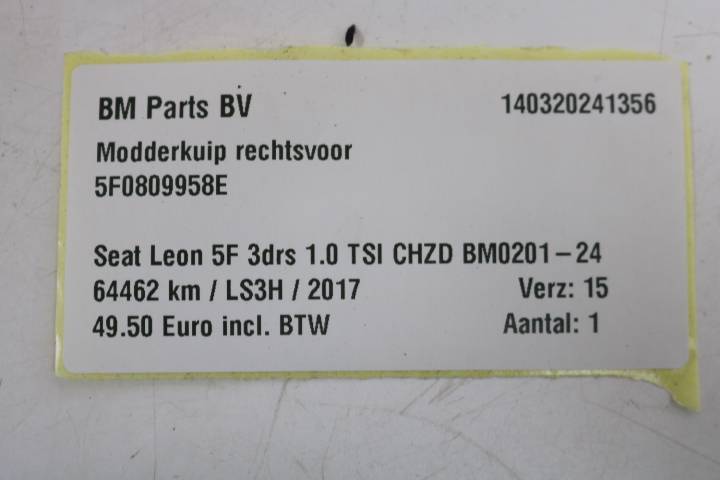 BM Parts BV 140320241356
Modderkuip rechtsvoor
5F0809958E
Seat Leon 5F 3drs 1.0 TSI CHZD BM0201-24
64462 km / LS3H / 2017 Verz: 15
49.50 Euro incl. BTW Aantal: 1